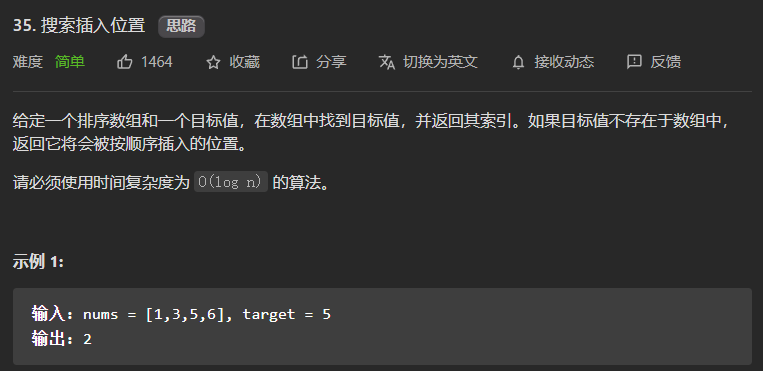 35. 搜索插入位置 思路
难度 简单 1464 收藏 分享 切换为英文 接收动态 反馈
给定一个排序数组和一个目标值，在数组中找到目标值，并返回其索引。如果目标值不存在于数组中，
返回它将会被按顺序插入的位置。
请必须使用时间复杂度为 O(log n) 的算法。
示例 1:
输入: nums = [1,3,5,6], target = 5
输出: 2